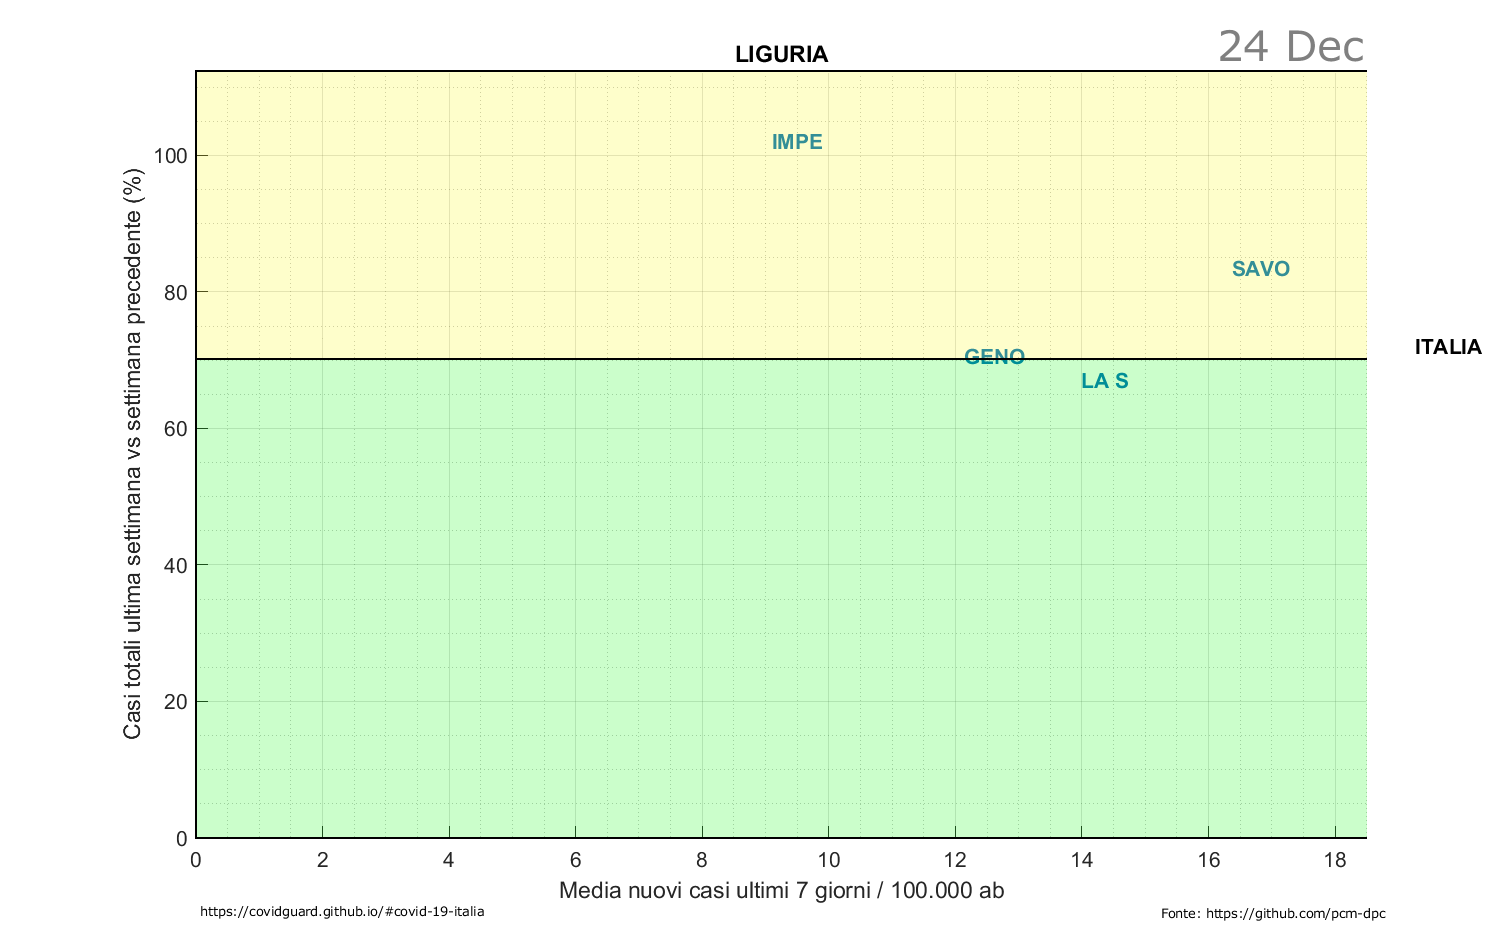 LIGURIA
24 Dec
Casi totali ultima settimana vs settimana precedente (%)
100
80
60
40
20
0
IMPE
SAVO
GENO
LA S
ITALIA
0 2 4 6 8 10 12 14 16 18
Media nuovi casi ultimi 7 giorni / 100.000 ab
https://covidguard.github.io/#covid-19-italia
Fonte: https://github.com/pcm-dpc